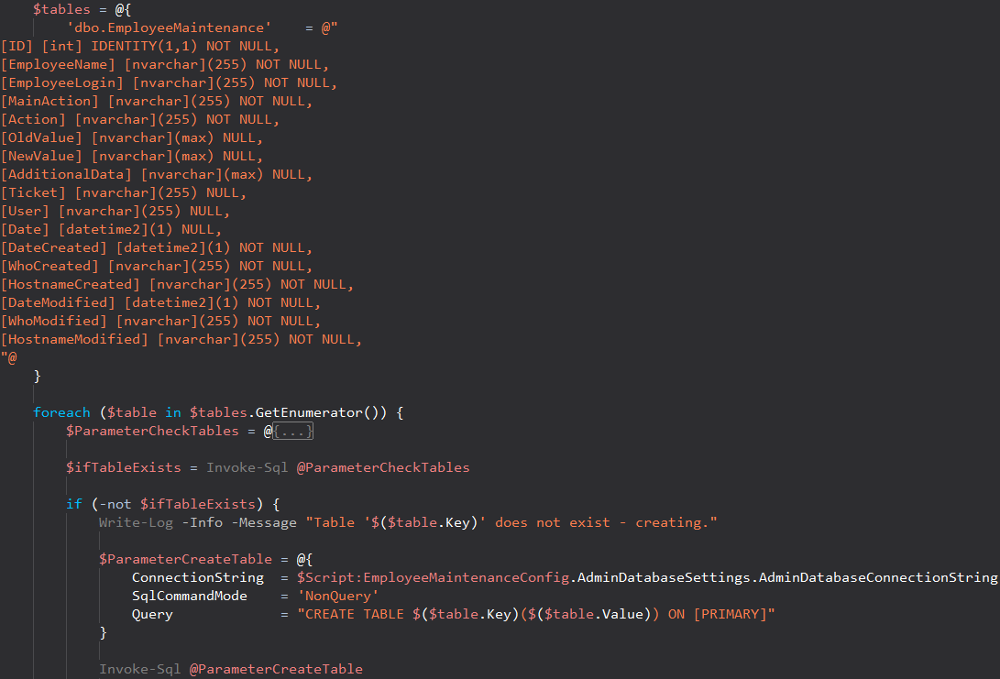 $tables = @{
'dbo.EmployeeMaintenance' = @"
[ID] [int] IDENTITY(1,1) NOT NULL,
[EmployeeName] [nvarchar](255) NOT NULL,
[EmployeeLogin] [nvarchar](255) NOT NULL,
[MainAction] [nvarchar](255) NOT NULL,
[Action] [nvarchar](255) NOT NULL,
[OldValue] [nvarchar](max) NULL,
[NewValue] [nvarchar](max) NULL,
[AdditionalData] [nvarchar](max) NULL,
[Ticket] [nvarchar](255) NULL,
[User] [nvarchar](255) NULL,
[Date] [datetime2](1) NULL,
[DateCreated] [datetime2](1) NOT NULL,
[WhoCreated] [nvarchar](255) NOT NULL,
[HostnameCreated] [nvarchar](255) NOT NULL,
[DateModified] [datetime2](1) NOT NULL,
[WhoModified] [nvarchar](255) NOT NULL,
[HostnameModified] [nvarchar](255) NOT NULL,
"@
}
foreach ($table in $tables.GetEnumerator()) {
$ParameterCheckTables = @{...}
$ifTableExists = Invoke-Sql @ParameterCheckTables
if (-not $ifTableExists) {
Write-Log -Info -Message "Table '$($table.Key)' does not exist - creating."
$ParameterCreateTable = @{
ConnectionString = $Script:EmployeeMaintenanceConfig.AdminDatabaseSettings.AdminDatabaseConnectionString
SqlCommandMode = 'NonQuery'
Query = "CREATE TABLE $($table.Key)($($table.Value)) ON [PRIMARY]"
}
Invoke-Sql @ParameterCreateTable